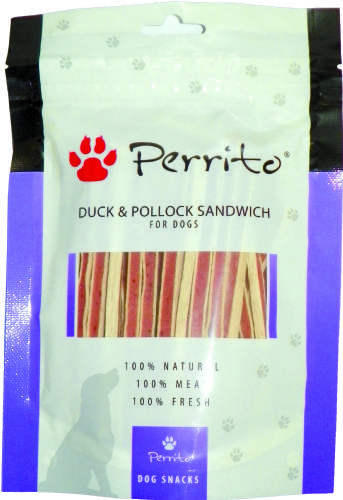 Perrito®
DUCK & POLLOCK SANDWICH
FOR DOGS
100% NATURAL
100% MEAT
100% FRESH
Perrito
DOG SNACKS